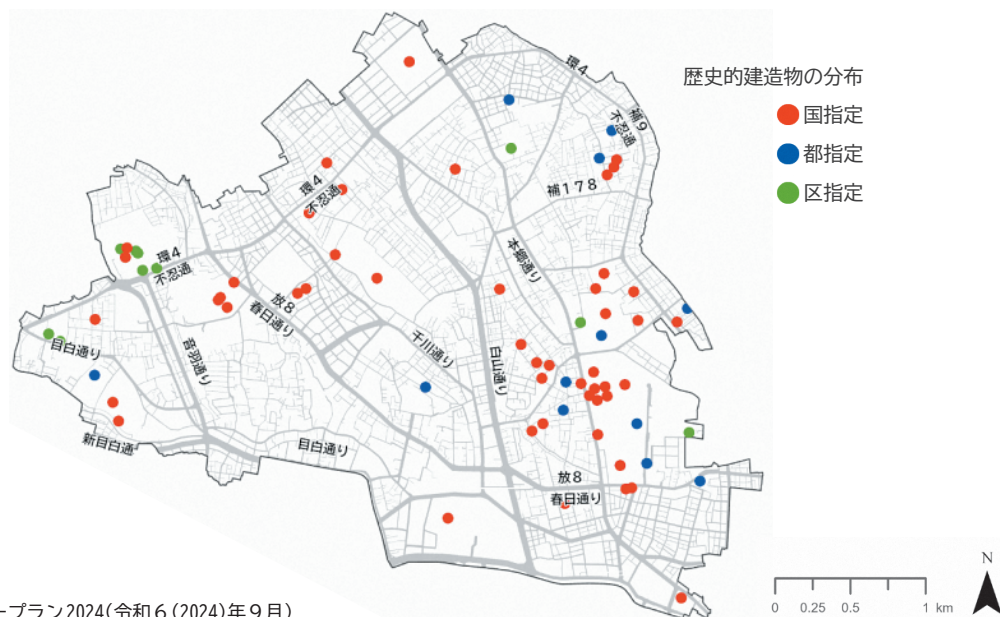 歴史的建造物の分布
国指定
都指定
区指定
環4
補9
不忍通
補178
環4
不忍通
本郷通り
環4
不忍通
放8
春日通り
千川通り
白山通り
音羽通り
目白通り
新目白通
目白通り
放8
春日通り
N
0 0.25 0.5 1 km
ープラン2024(令和6(2024)年9月)